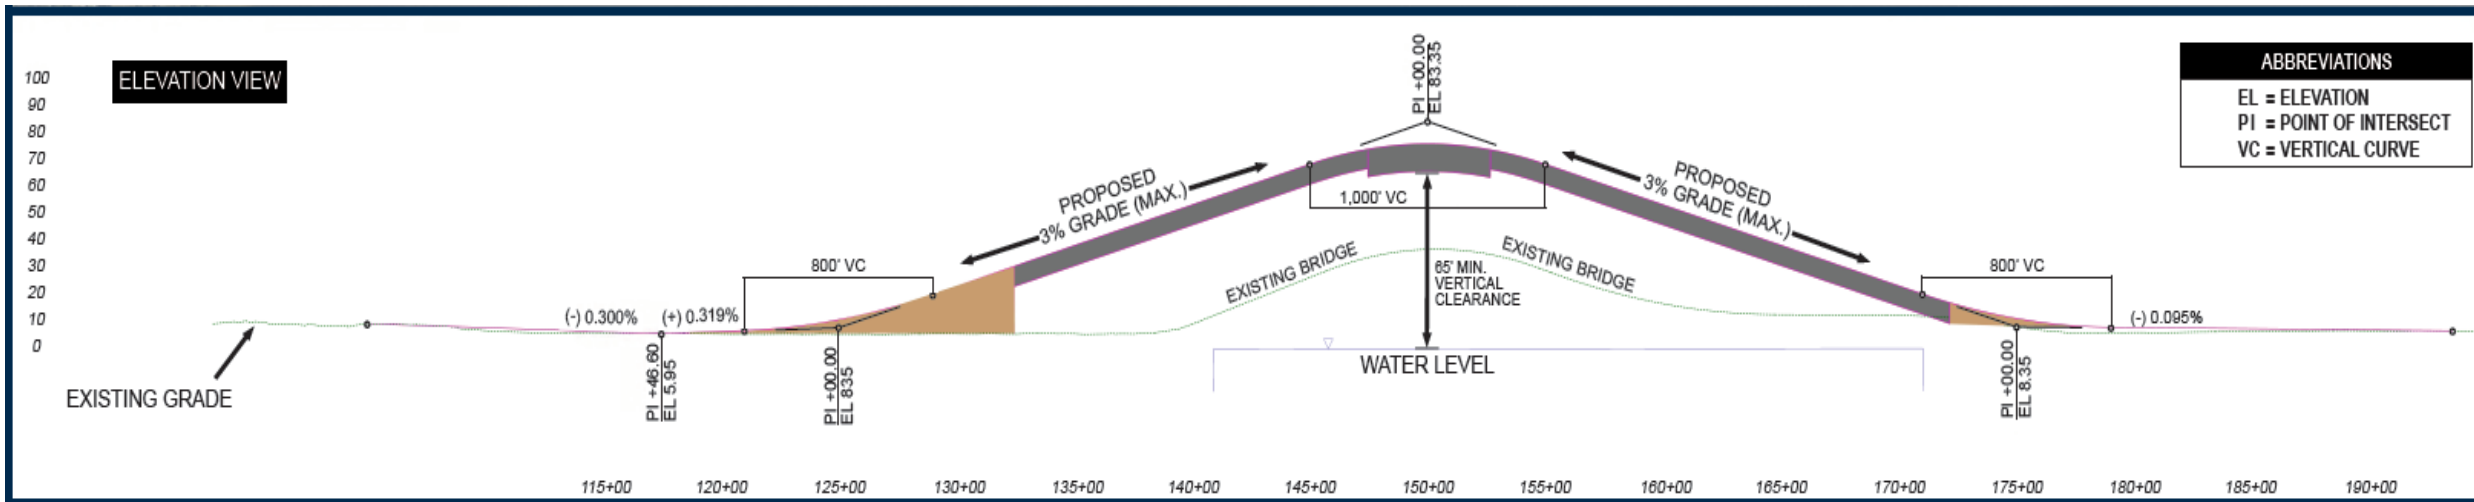 ELEVATION VIEW
100
90
80
70
60
50
40
30
20
10
0
EXISTING GRADE
(-) 0.300%
(+) 0.319%
PI +46.60
EL 5.95
800' VC
PI +00.00
EL 835
PROPOSED
3% GRADE (MAX.)
PI +00.00
EL 83.35
1,000' VC
EXISTING BRIDGE
EXISTING BRIDGE
65' MIN.
VERTICAL
CLEARANCE
WATER LEVEL
PROPOSED
3% GRADE (MAX.)
800' VC
PI +00.00
EL 8.35
(-) 0.095%
ABBREVIATIONS
EL = ELEVATION
PI = POINT OF INTERSECT
VC = VERTICAL CURVE
115+00
120+00
125+00
130+00
135+00
140+00
145+00
150+00
155+00
160+00
165+00
170+00
175+00
180+00
185+00
190+00